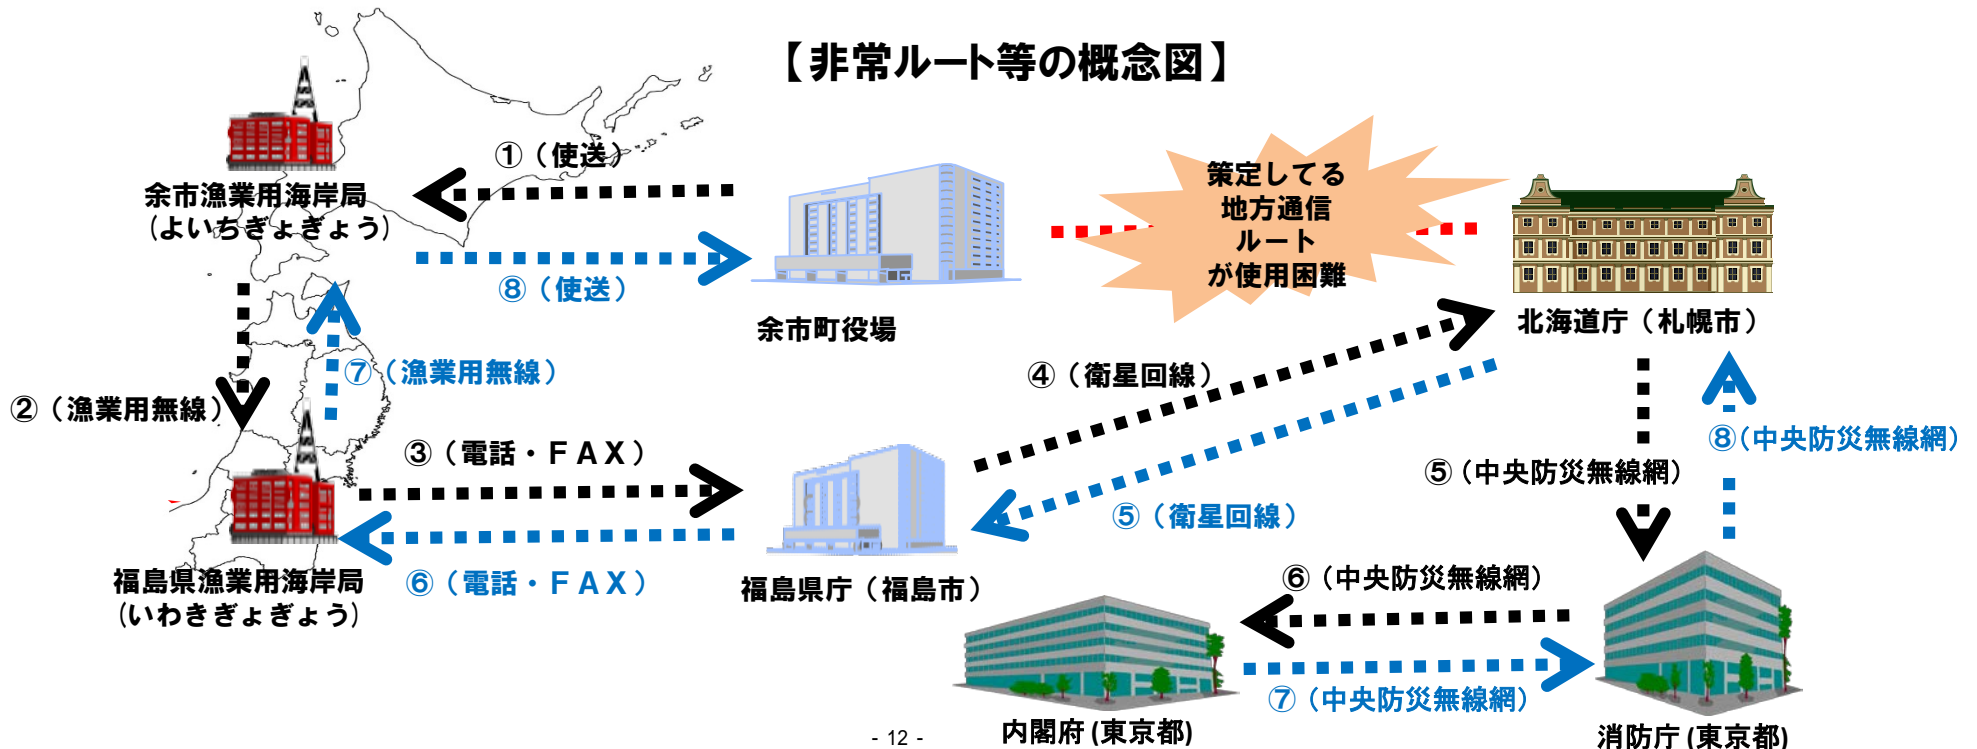 【非常ルート等の概念図】
①（使送）
余市漁業用海岸局
(よいちぎょぎょう)
⑧（使送）
余市町役場
策定してる
地方通信
ルート
が使用困難
北海道庁（札幌市）
②（漁業用無線）
⑦（漁業用無線）
④（衛星回線）
⑤（衛星回線）
③（電話・ＦＡＸ）
⑥（電話・ＦＡＸ）
福島県漁業用海岸局
(いわきぎょぎょう)
福島県庁（福島市）
⑤(中央防災無線網)
⑧(中央防災無線網)
⑥(中央防災無線網)
⑦(中央防災無線網)
内閣府(東京都)
消防庁(東京都)
- 12 -